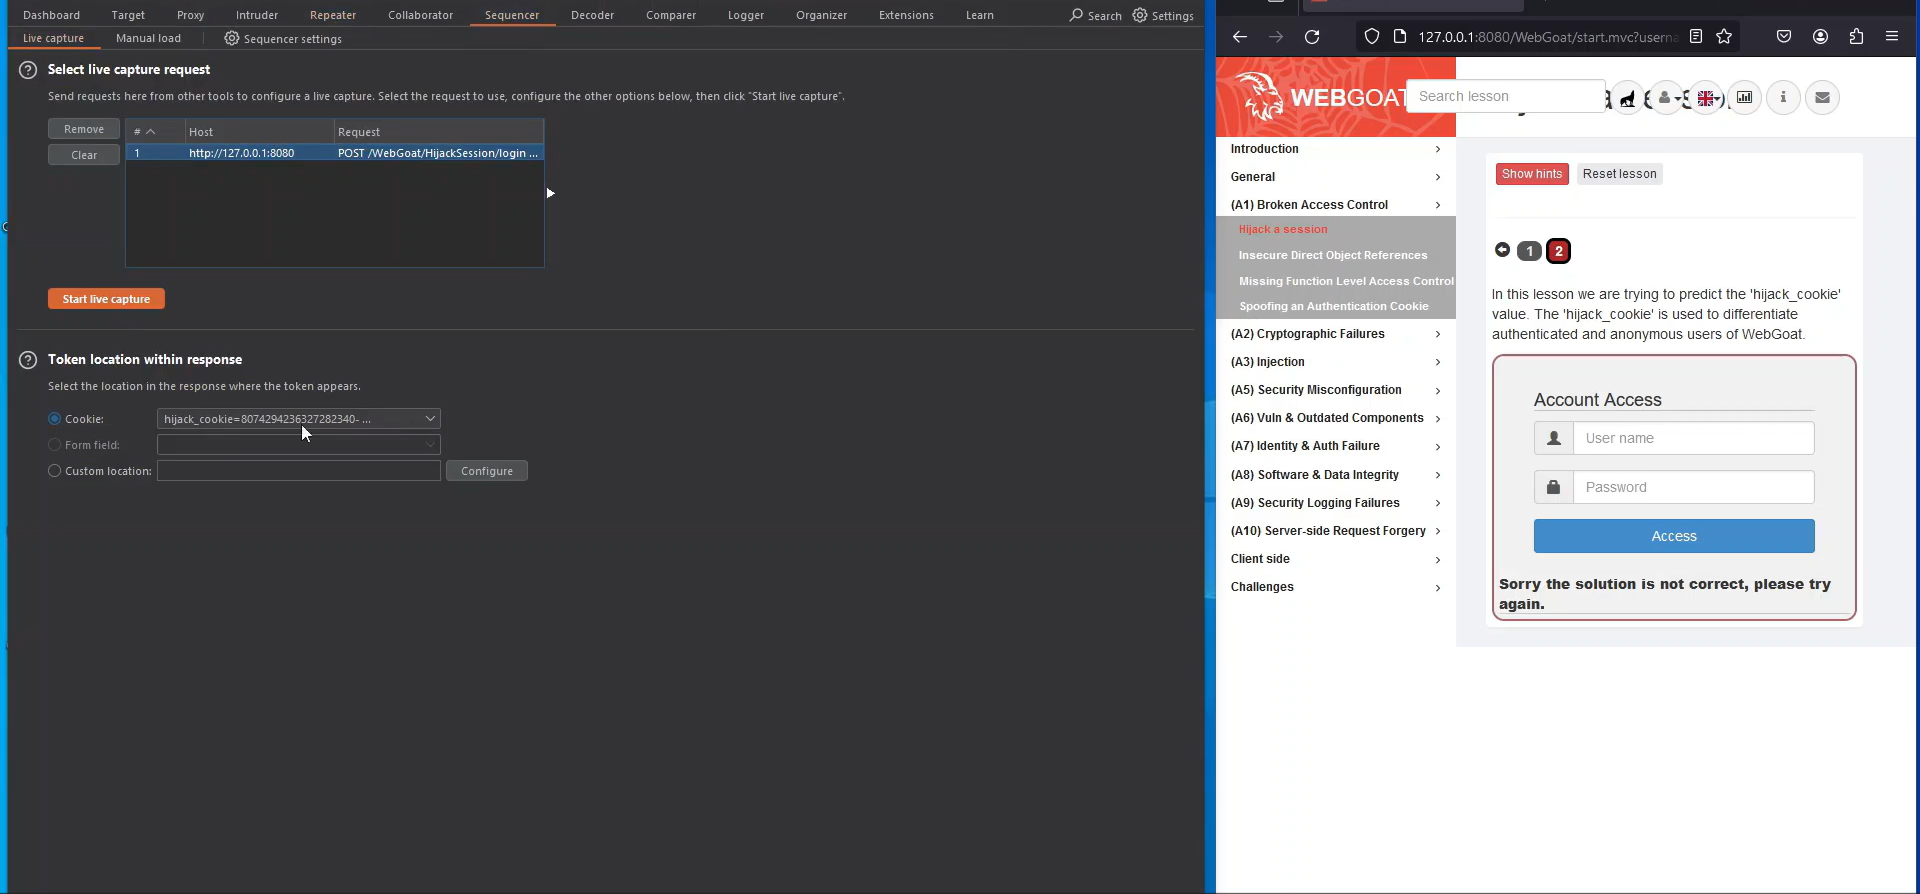 Dashboard Target Proxy Intruder Repeater Collaborator Sequencer Decoder Comparer Logger Organizer Extensions Learn Search Settings
Live capture Manual load Sequencer settings
Select live capture request
Send requests here from other tools to configure a live capture. Select the request to use, configure the other options below, then click "Start live capture".
Remove
Clear
# Host Request
1 http://127.0.0.1:8080 POST /WebGoat/HijackSession/login ...
Start live capture
Token location within response
Select the location in the response where the token appears.
Cookie: hijack_cookie=8074294236327282340- ...
Form field:
Custom location: Configure
127.0.0.1:8080/WebGoat/start.mvc?userna
WEBGOAT
Search lesson
Introduction
General
(A1) Broken Access Control
Hijack a session
Insecure Direct Object References
Missing Function Level Access Control
Spoofing an Authentication Cookie
(A2) Cryptographic Failures
(A3) Injection
(A5) Security Misconfiguration
(A6) Vuln & Outdated Components
(A7) Identity & Auth Failure
(A8) Software & Data Integrity
(A9) Security Logging Failures
(A10) Server-side Request Forgery
Client side
Challenges
Show hints Reset lesson
1 2
In this lesson we are trying to predict the 'hijack_cookie'
value. The 'hijack_cookie' is used to differentiate
authenticated and anonymous users of WebGoat.
Account Access
User name
Password
Access
Sorry the solution is not correct, please try
again.